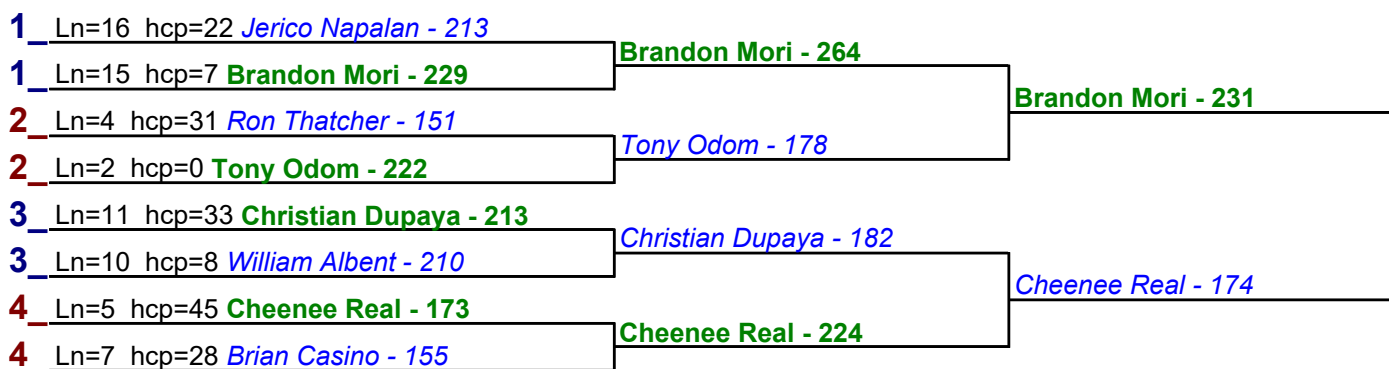 1_ Ln=16 hcp=22 Jerico Napalan - 213
1_ Ln=15 hcp=7 Brandon Mori - 229
2_ Ln=4 hcp=31 Ron Thatcher - 151
2_ Ln=2 hcp=0 Tony Odom - 222
3_ Ln=11 hcp=33 Christian Dupaya - 213
3_ Ln=10 hcp=8 William Albent - 210
4_ Ln=5 hcp=45 Cheenee Real - 173
4 Ln=7 hcp=28 Brian Casino - 155
Brandon Mori - 264
Tony Odom - 178
Christian Dupaya - 182
Cheenee Real - 224
Brandon Mori - 231
Cheenee Real - 174